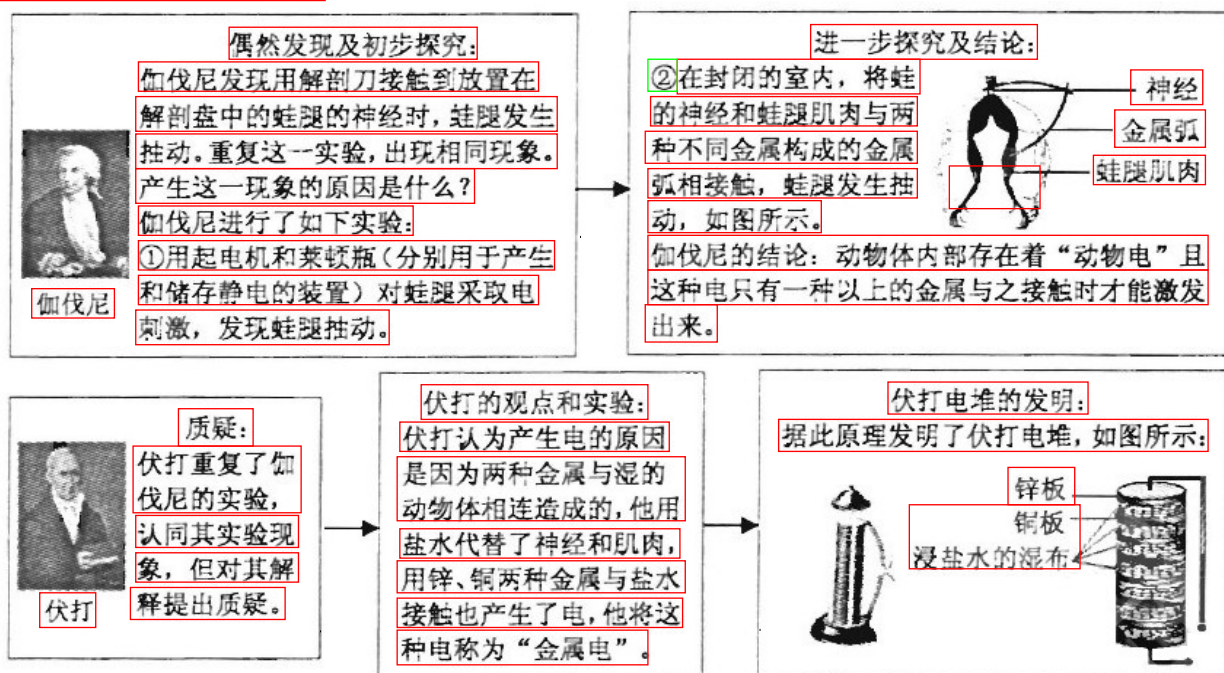 偶然发现及初步探究：
伽伐尼发现用解剖刀接触到放置在
解剖盘中的蛙腿的神经时，蛙腿发生
抽动。重复这一实验，出现相同现象。
产生这一现象的原因是什么？
伽伐尼进行了如下实验：
①用起电机和莱顿瓶（分别用于产生
和储存静电的装置）对蛙腿采取电
刺激，发现蛙腿抽动。
伽伐尼
进一步探究及结论：
②在封闭的室内，将蛙
的神经和蛙腿肌肉与两
种不同金属构成的金属
弧相接触，蛙腿发生抽
动，如图所示。
神经
金属弧
蛙腿肌肉
伽伐尼的结论：动物体内部存在着“动物电”且
这种电只有一种以上的金属与之接触时才能激发
出来。
质疑：
伏打重复了伽
伐尼的实验，
认同其实验现
象，但对其解
释提出质疑。
伏打
伏打的观点和实验：
伏打认为产生电的原因
是因为两种金属与湿的
动物体相连造成的，他用
盐水代替了神经和肌肉，
用锌、铜两种金属与盐水
接触也产生了电，他将这
种电称为“金属电”。
伏打电堆的发明：
据此原理发明了伏打电堆，如图所示：
锌板
铜板
浸盐水的湿布